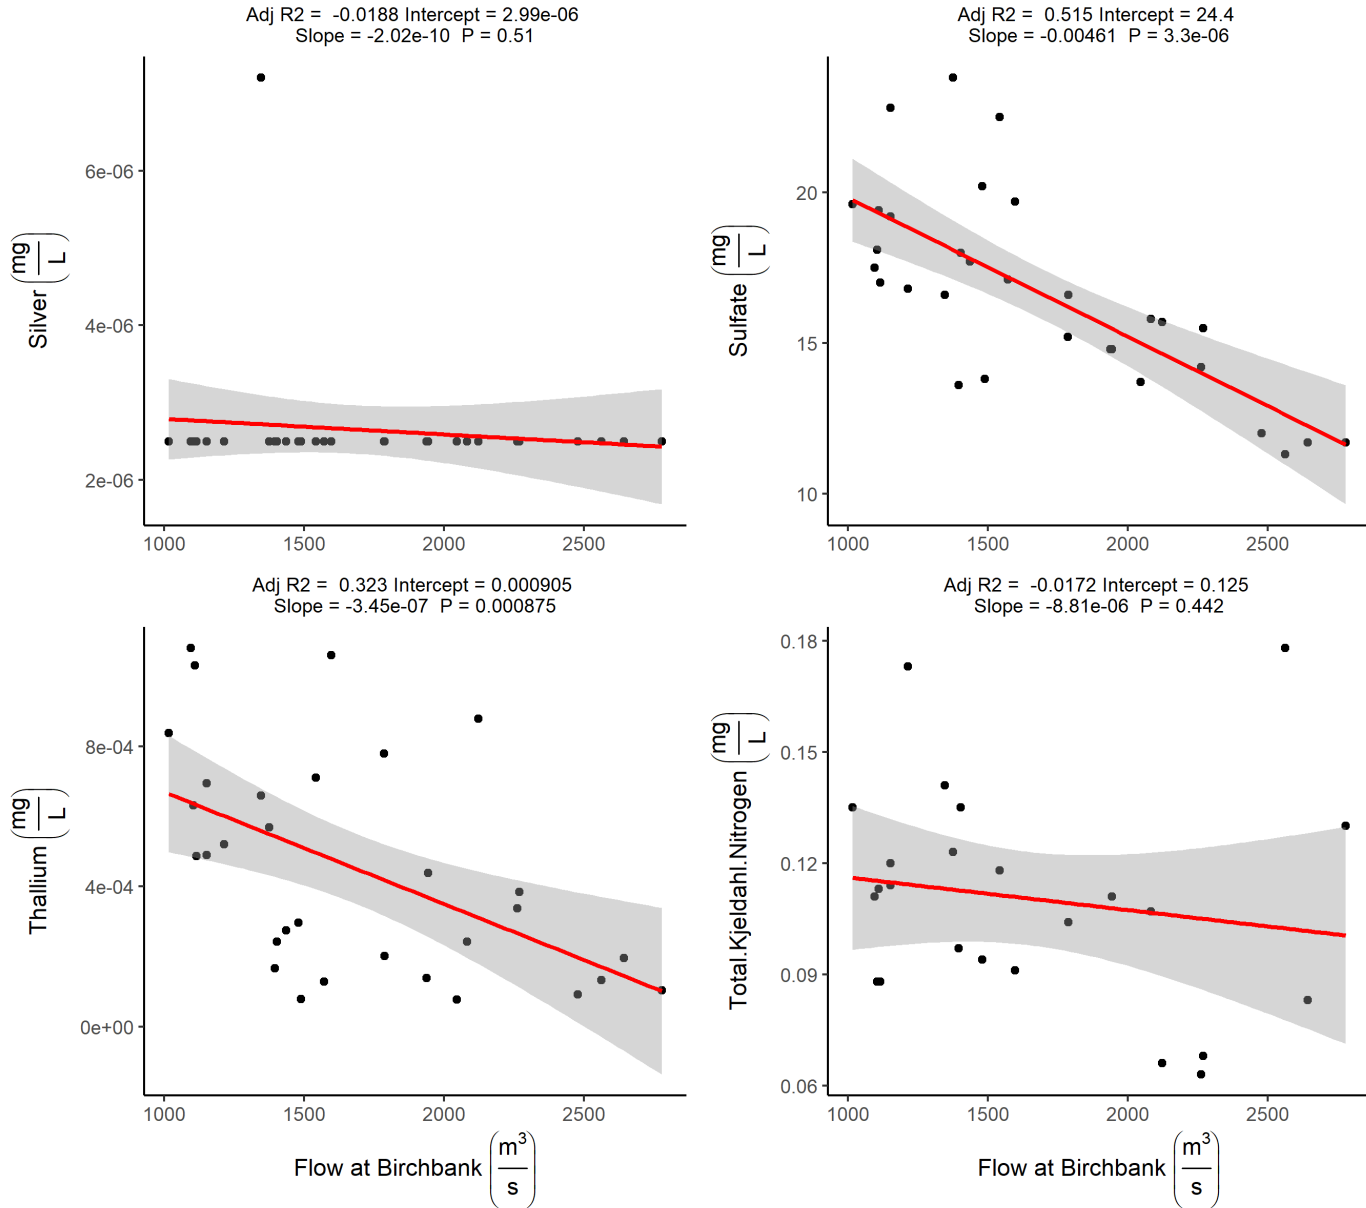 Adj R2 =  -0.0188 Intercept = 2.99e-06
Slope = -2.02e-10  P = 0.51
Silver (mg/L)
6e-06
4e-06
2e-06
1000 1500 2000 2500
Adj R2 =  0.515 Intercept = 24.4
Slope = -0.00461  P = 3.3e-06
Sulfate (mg/L)
20
15
10
1000 1500 2000 2500
Adj R2 =  0.323 Intercept = 0.000905
Slope = -3.45e-07  P = 0.000875
Thallium (mg/L)
8e-04
4e-04
0e+00
1000 1500 2000 2500
Flow at Birchbank (m³/s)
Adj R2 =  -0.0172 Intercept = 0.125
Slope = -8.81e-06  P = 0.442
Total.Kjeldahl.Nitrogen (mg/L)
0.18
0.15
0.12
0.09
0.06
1000 1500 2000 2500
Flow at Birchbank (m³/s)